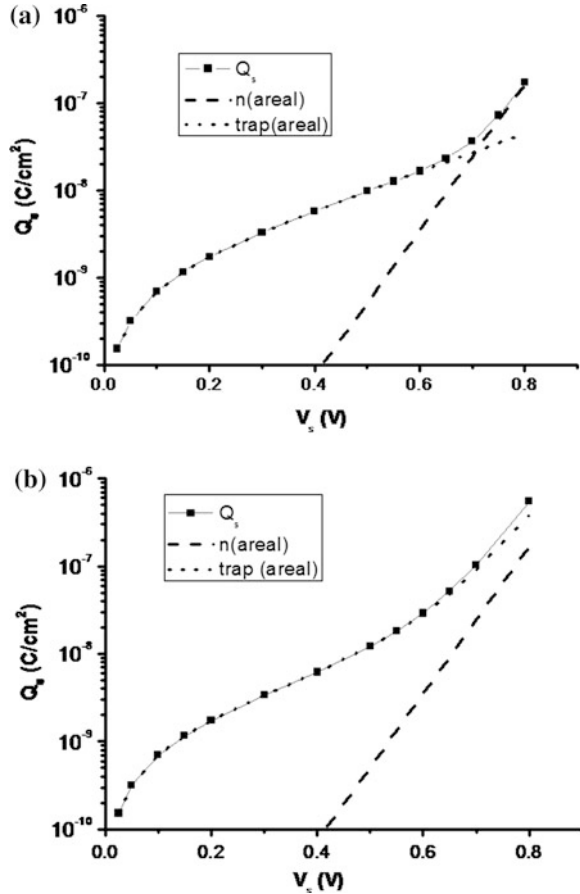 (a)
10⁻⁶
10⁻⁷
10⁻⁸
10⁻⁹
10⁻¹⁰
Qₛ (C/cm²)
Qₛ
n(areal)
trap(areal)
0.0 0.2 0.4 0.6 0.8
Vₛ (V)
(b)
10⁻⁶
10⁻⁷
10⁻⁸
10⁻⁹
10⁻¹⁰
Qₛ (C/cm²)
Qₛ
n(areal)
trap (areal)
0.0 0.2 0.4 0.6 0.8
Vₛ (V)